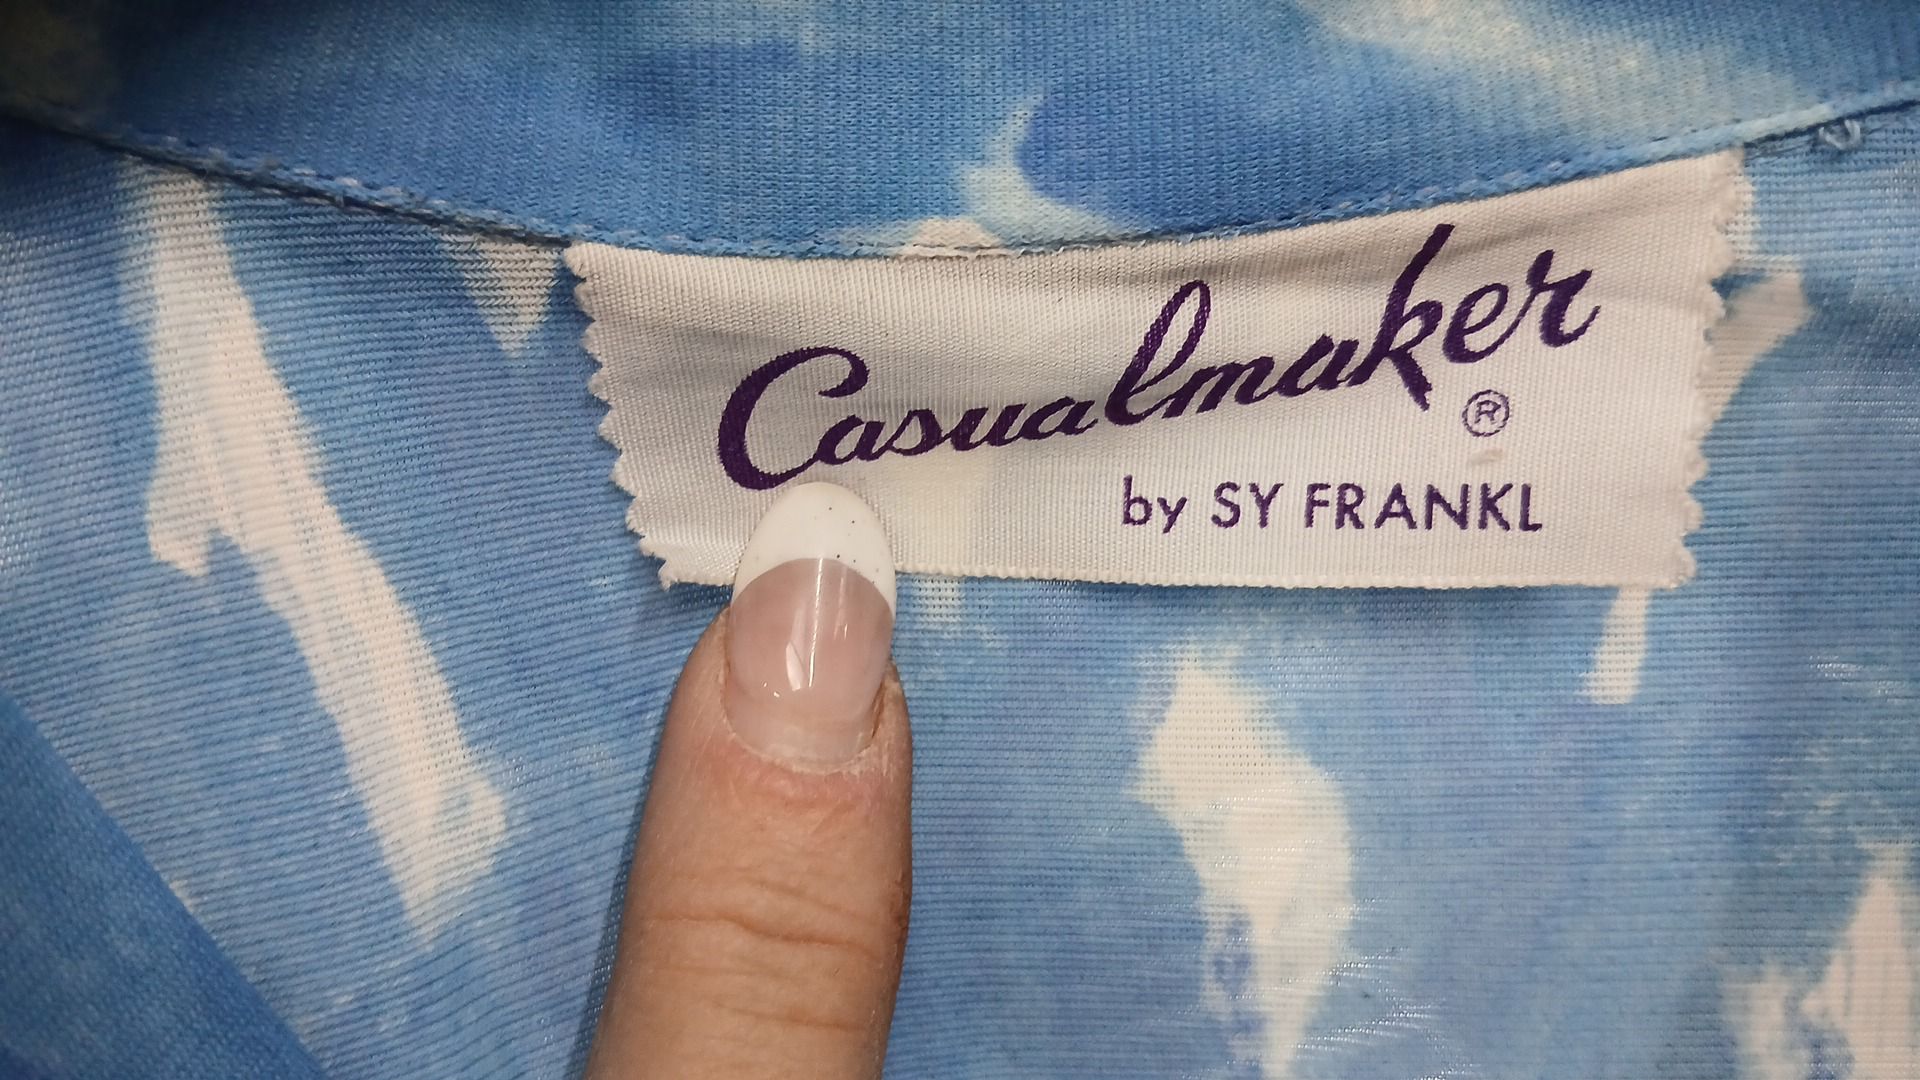 Casualmaker ®
by SY FRANKL